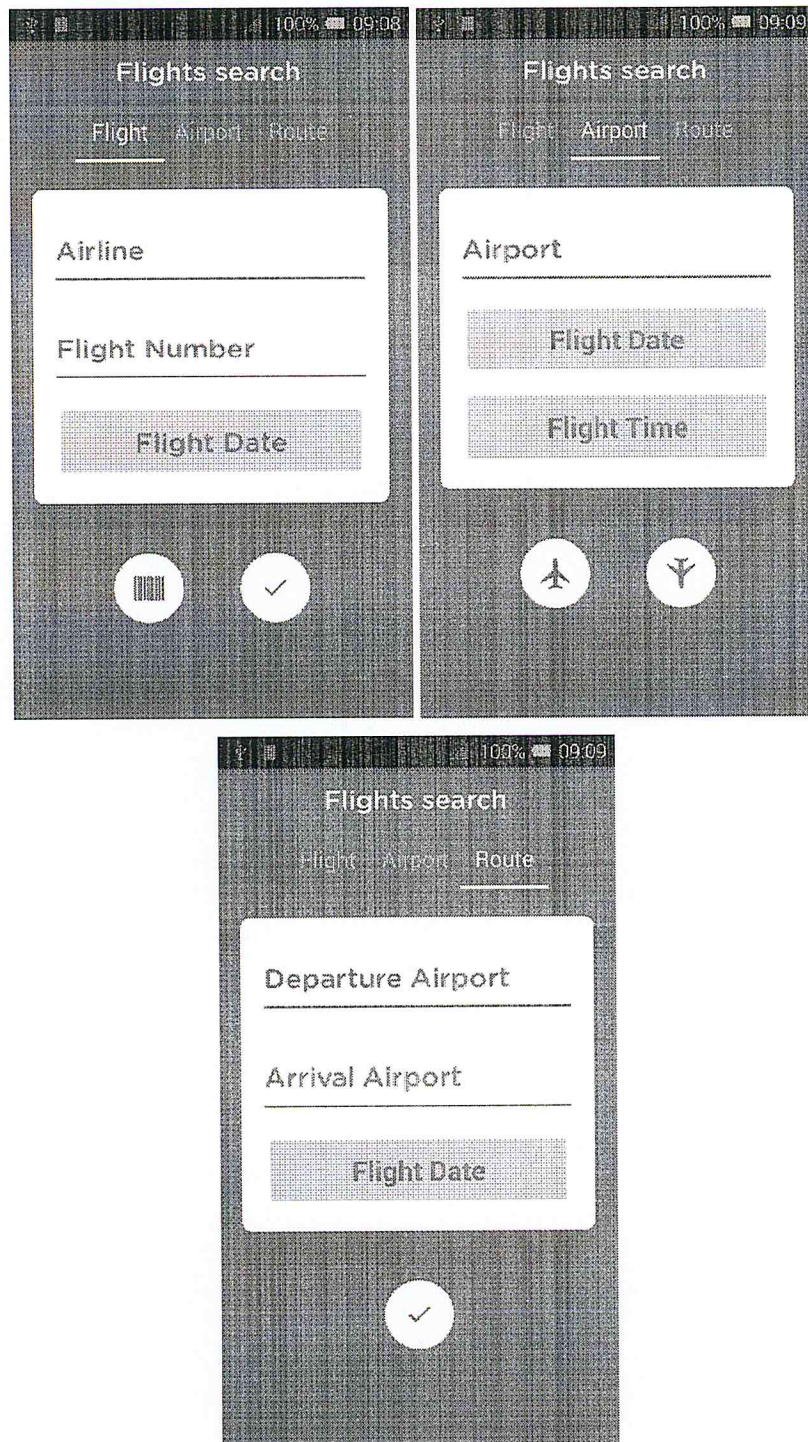 100% 09:08
Flights search
Flight Airport Route
Airline
Flight Number
Flight Date
100% 09:09
Flights search
Flight Airport Route
Airport
Flight Date
Flight Time
100% 09:09
Flights search
Flight Airport Route
Departure Airport
Arrival Airport
Flight Date